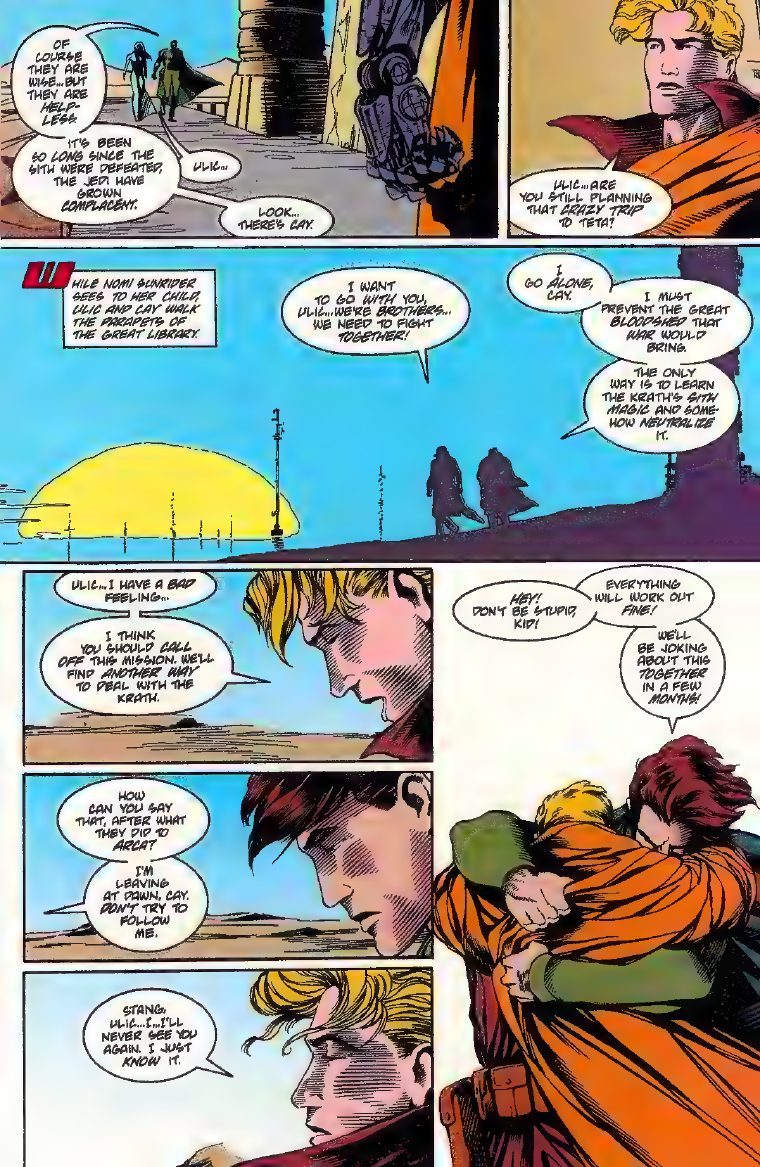 OF
COURSE
THEY ARE
WISE...BUT
THEY ARE
HELP-
LESS.
IT'S BEEN
SO LONG SINCE THE
SITH WERE DEFEATED,
THE JEDI HAVE
GROWN
COMPLACENT.
ULIC...
LOOK...
THERE'S CAY.
ULIC...ARE
YOU STILL PLANNING
THAT CRAZY TRIP
TO TETA?
WHILE NOMI SUNRIDER
SEES TO HER CHILD,
ULIC AND CAY WALK
THE PARAPETS OF
THE GREAT LIBRARY.
I WANT
TO GO WITH YOU,
ULIC...WE'RE BROTHERS...
WE NEED TO FIGHT
TOGETHER!
I
GO ALONE,
CAY.
I MUST
PREVENT THE GREAT
BLOODSHED THAT
WAR WOULD
BRING.
THE ONLY
WAY IS TO LEARN
THE KRATH'S SITH
MAGIC AND SOME-
HOW NEUTRALIZE
IT.
ULIC...I HAVE A BAD
FEELING...
I THINK
YOU SHOULD CALL
OFF THIS MISSION. WE'LL
FIND ANOTHER WAY
TO DEAL WITH THE
KRATH.
HOW
CAN YOU SAY
THAT, AFTER WHAT
THEY DID TO
ARCA?
I'M
LEAVING
AT DAWN, CAY.
DON'T TRY TO
FOLLOW
ME.
STANG,
ULIC...I...I'LL
NEVER SEE YOU
AGAIN. I JUST
KNOW IT.
HEY!
DON'T BE STUPID,
KID!
EVERYTHING
WILL WORK OUT
FINE!
WE'LL
BE JOKING
ABOUT THIS
TOGETHER
IN A FEW
MONTHS!